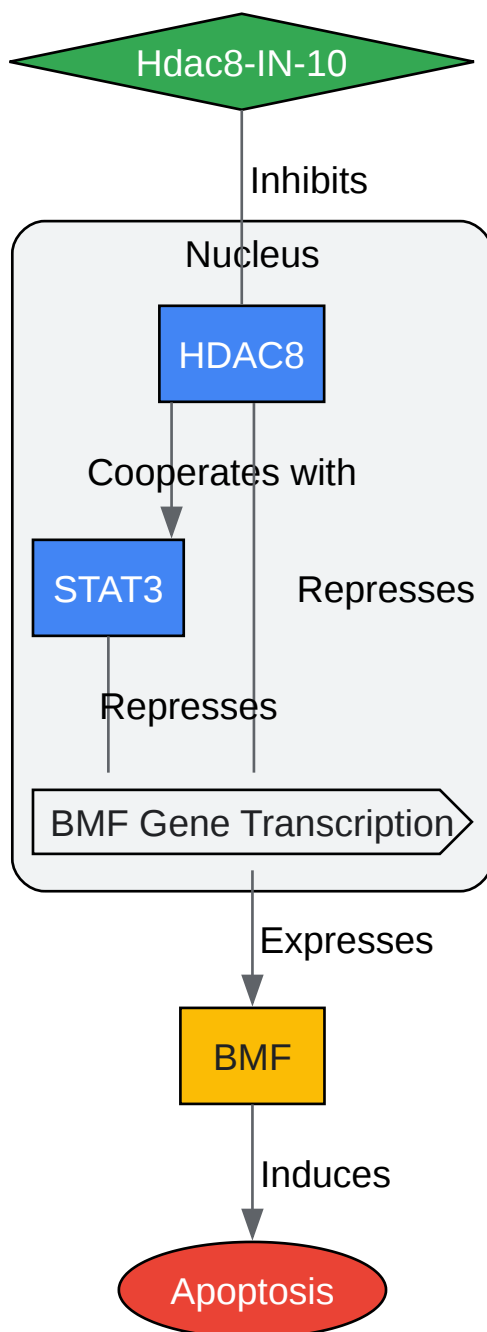 Hdac8-IN-10
Inhibits
Nucleus
HDAC8
Cooperates with
STAT3
Represses
Represses
BMF Gene Transcription
Expresses
BMF
Induces
Apoptosis